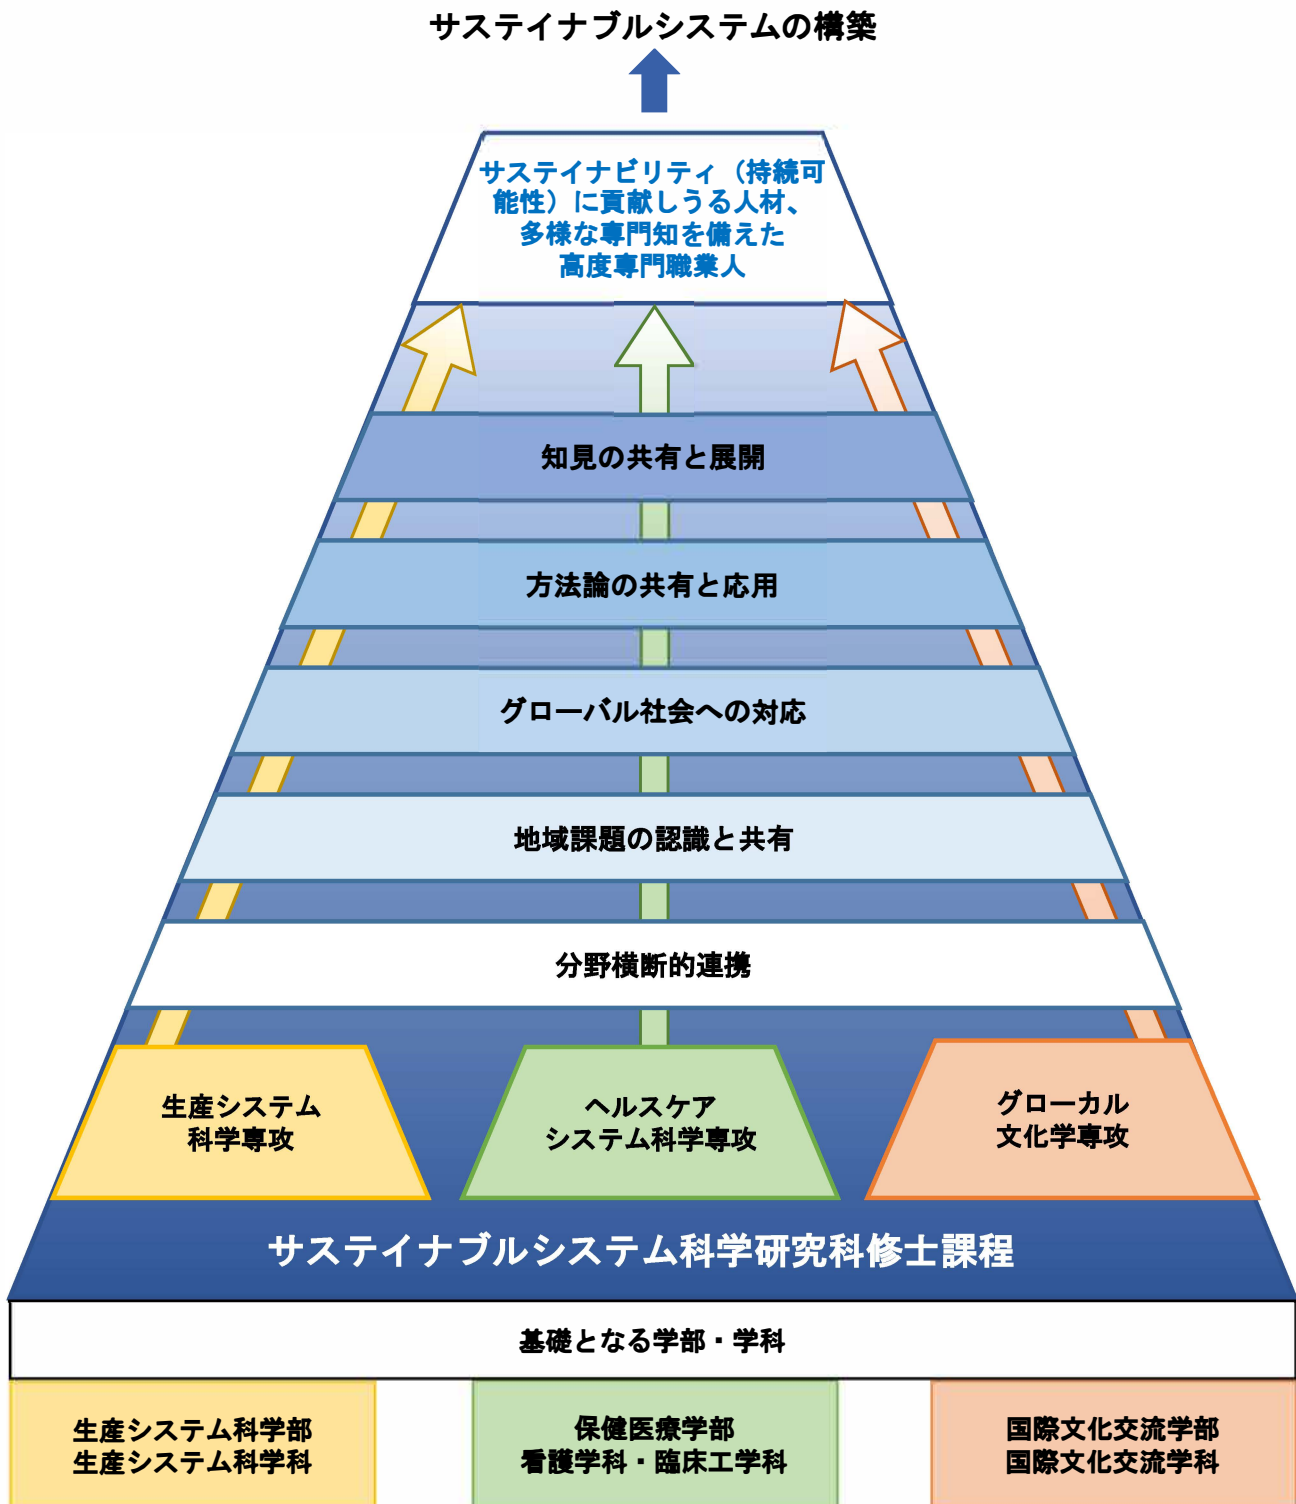 サステイナブルシステムの構築
サステイナビリティ（持続可
能性）に貢献しうる人材、
多様な専門知を備えた
高度専門職業人
知見の共有と展開
方法論の共有と応用
グローバル社会への対応
地域課題の認識と共有
分野横断的連携
生産システム
科学専攻
ヘルスケア
システム科学専攻
グローカル
文化学専攻
サステイナブルシステム科学研究科修士課程
基礎となる学部・学科
生産システム科学部
生産システム科学科
保健医療学部
看護学科・臨床工学科
国際文化交流学部
国際文化交流学科